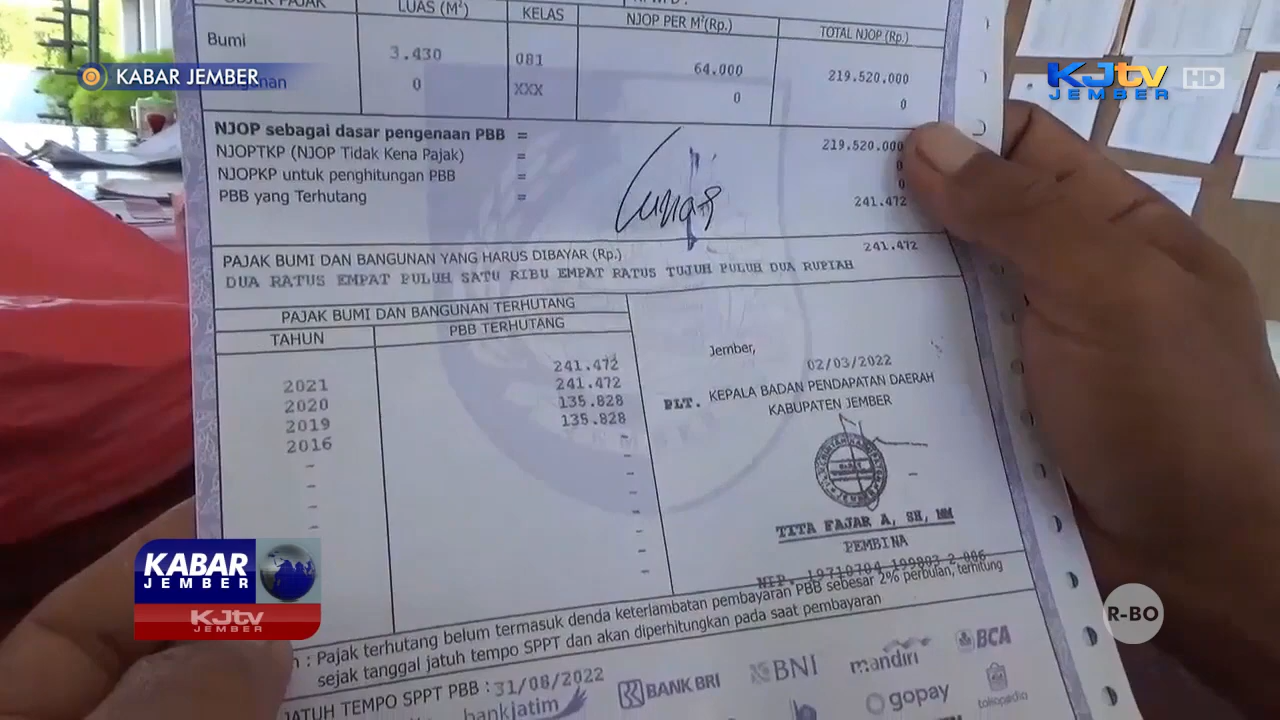 OBJEK PAJAK LUAS (M²) KELAS NJOP PER M²(Rp.) TOTAL NJOP (Rp.)
Bumi 3.430 081 64.000 219.520.000
0 XXX 0 0
KABAR JEMBER
KJtv HD
JEMBER
NJOP sebagai dasar pengenaan PBB = 219.520.000
NJOPTKP (NJOP Tidak Kena Pajak) = 0
NJOPKP untuk penghitungan PBB = 0
PBB yang Terhutang = 241.472
Lunas
PAJAK BUMI DAN BANGUNAN YANG HARUS DIBAYAR (Rp.) 241.472
DUA RATUS EMPAT PULUH SATU RIBU EMPAT RATUS TUJUH PULUH DUA RUPIAH
PAJAK BUMI DAN BANGUNAN TERHUTANG
TAHUN PBB TERHUTANG
2021 241.472
2020 241.472
2019 135.828
2016 135.828
Jember, 02/03/2022
PLT. KEPALA BADAN PENDAPATAN DAERAH
KABUPATEN JEMBER
TITA FAJAR A, SH, MM
PEMBINA
NIP. 19710704 199803 2 006
: Pajak terhutang belum termasuk denda keterlambatan pembayaran PBB sebesar 2% perbulan, terhitung
sejak tanggal jatuh tempo SPPT dan akan diperhitungkan pada saat pembayaran
JATUH TEMPO SPPT PBB : 31/08/2022
bankjatim BANK BRI BNI mandiri BCA
gopay tokopedia
KABAR
JEMBER
KJtv
JEMBER
R-BO